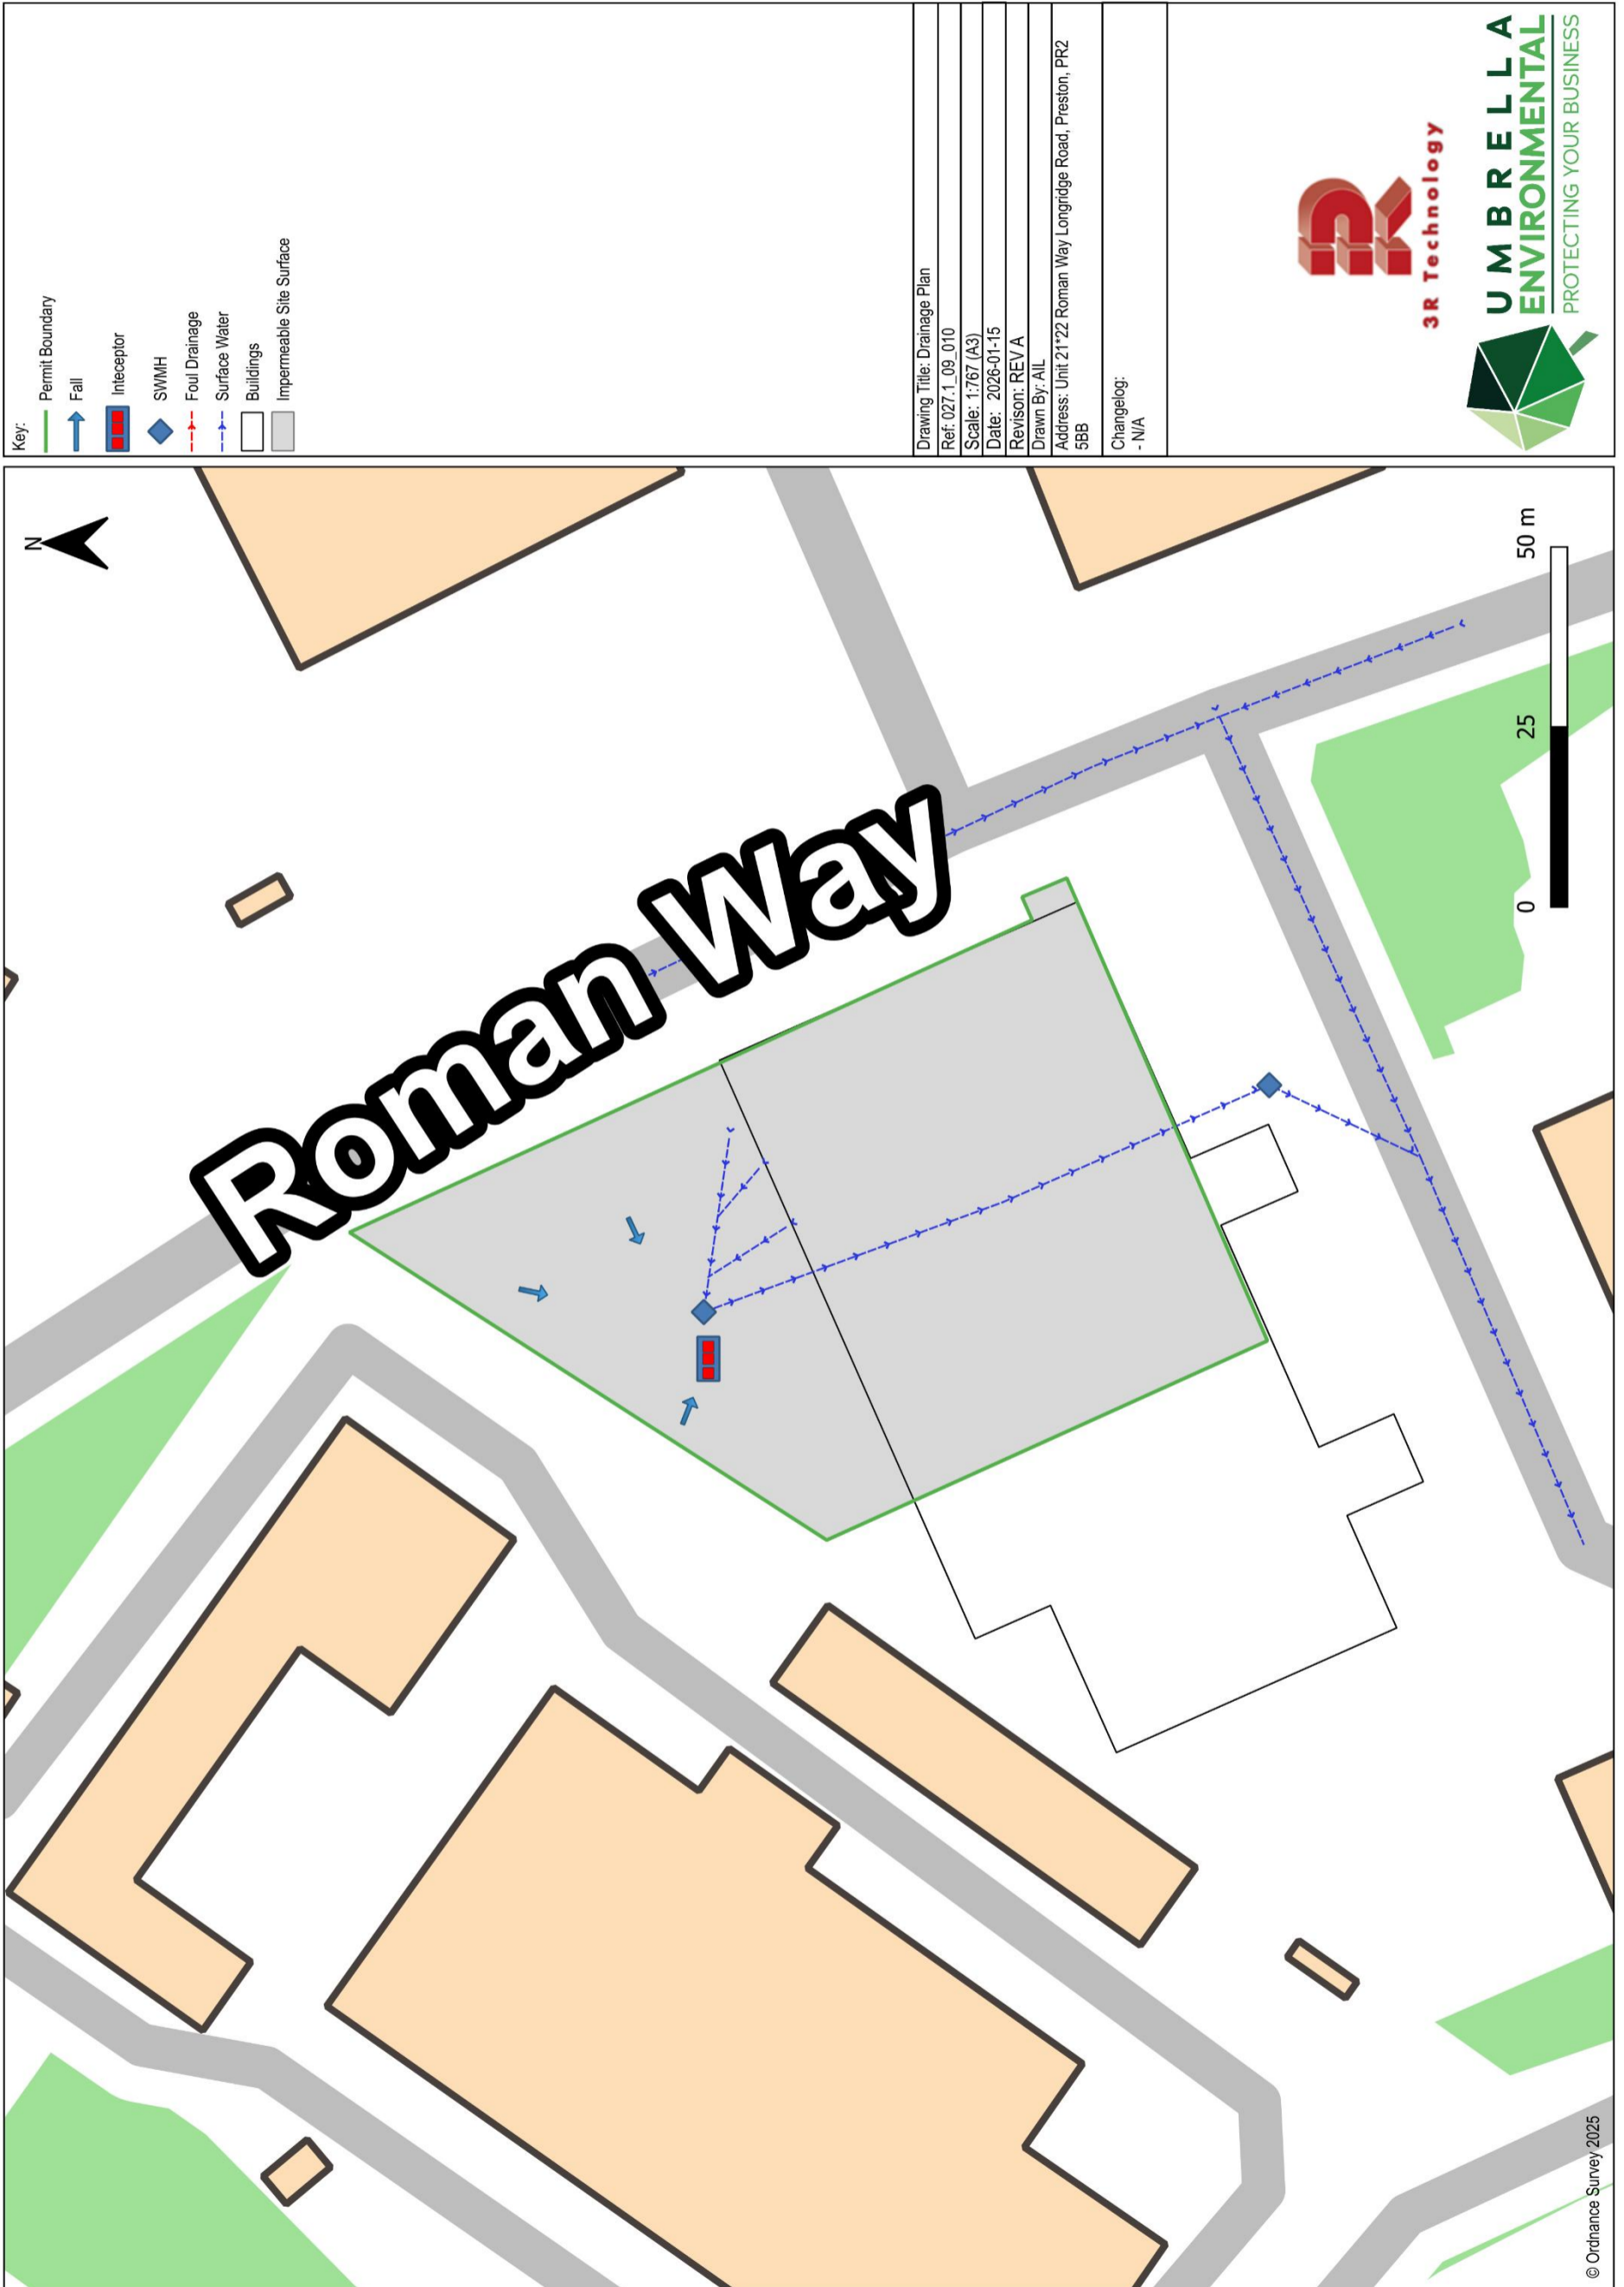 N
Roman Way
0 25 50 m
© Ordnance Survey 2025
Key:
Permit Boundary
Fall
Inteceptor
SWMH
Foul Drainage
Surface Water
Buildings
Impermeable Site Surface
Drawing Title: Drainage Plan
Ref: 027.1_09_010
Scale: 1:767 (A3)
Date: 2026-01-15
Revison: REV A
Drawn By: AIL
Address: Unit 21*22 Roman Way Longridge Road, Preston, PR2
5BB
Changelog:
- N/A
3R
3R Technology
UMBRELLA
ENVIRONMENTAL
PROTECTING YOUR BUSINESS